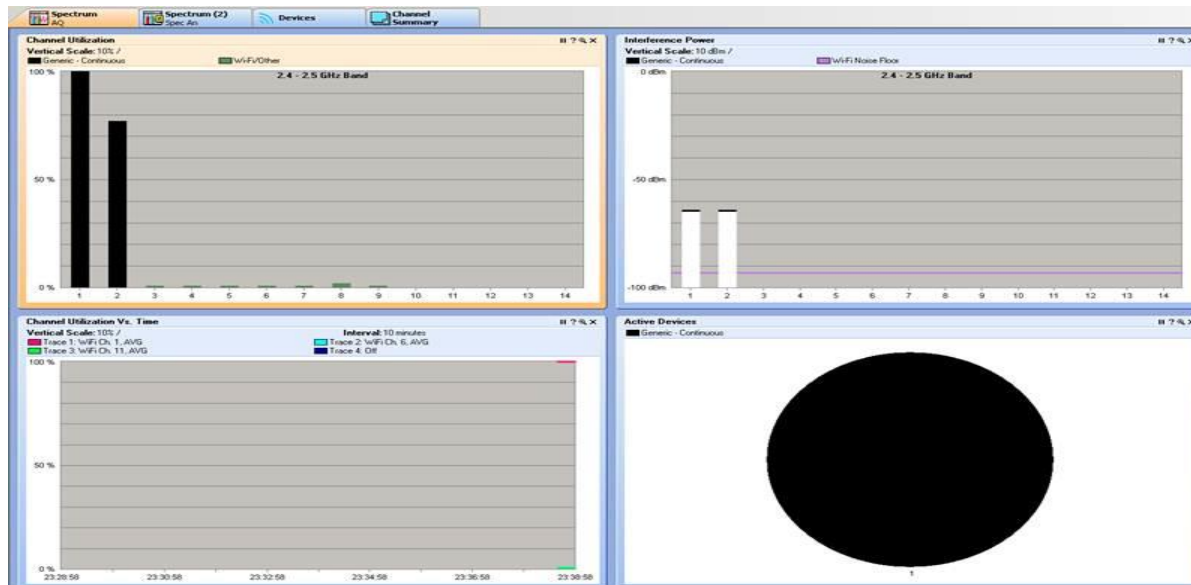 Spectrum
AQ
Spectrum (2)
Spec An
Devices
Channel
Summary
Channel Utilization
Vertical Scale: 10% /
Generic - Continuous
Wi-Fi/Other
2.4 - 2.5 GHz Band
100 %
50 %
0 %
1 2 3 4 5 6 7 8 9 10 11 12 13 14
Interference Power
Vertical Scale: 10 dBm /
Generic - Continuous
Wi-Fi Noise Floor
2.4 - 2.5 GHz Band
0 dBm
-50 dBm
-100 dBm
1 2 3 4 5 6 7 8 9 10 11 12 13 14
Channel Utilization Vs. Time
Vertical Scale: 10% / Interval: 10 minutes
Trace 1: WiFi Ch. 1, AVG Trace 2: WiFi Ch. 6, AVG
Trace 3: WiFi Ch. 11, AVG Trace 4: Off
100 %
50 %
0 %
23:28:58 23:30:58 23:32:58 23:34:58 23:36:58 23:38:58
Active Devices
Generic - Continuous
1